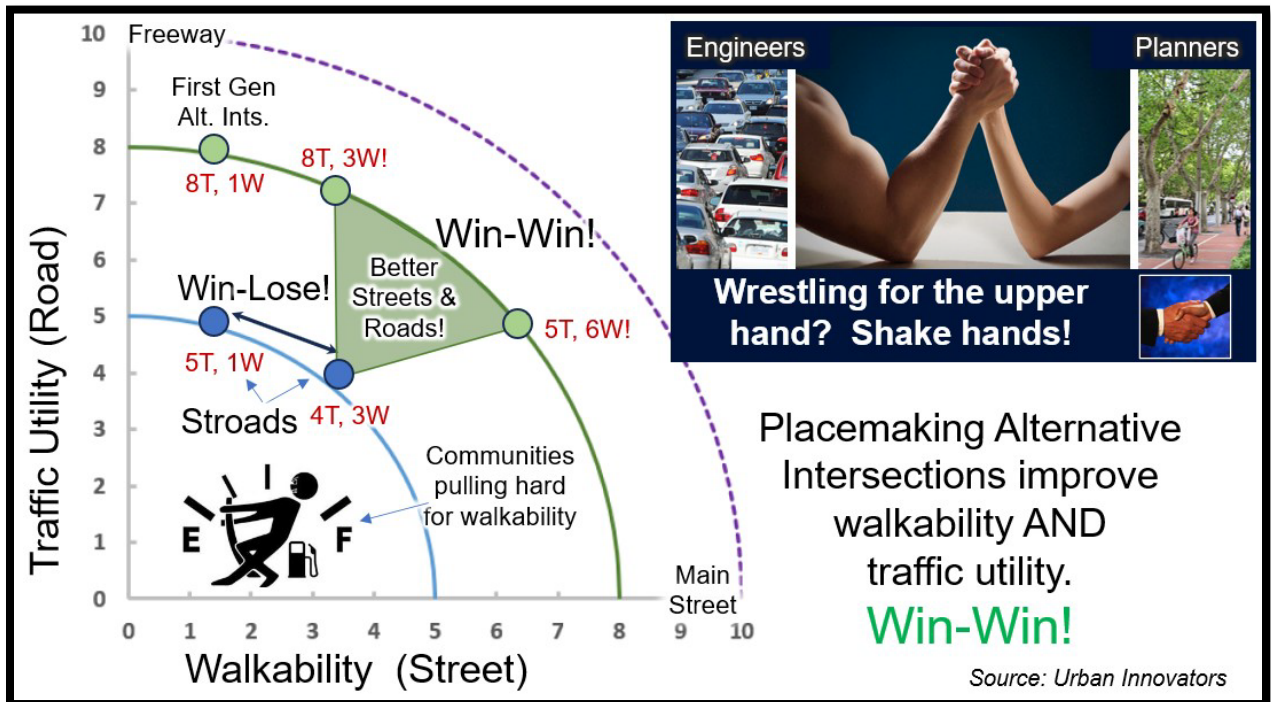 10
Freeway
9
8
7
6
5
4
3
2
1
0
Traffic Utility (Road)
First Gen
Alt. Ints.
8T, 1W
8T, 3W!
Win-Win!
Better
Streets &
Roads!
Win-Lose!
5T, 1W
5T, 6W!
4T, 3W
Stroads
Communities
pulling hard
for walkability
E
F
Main
Street
0 1 2 3 4 5 6 7 8 9 10
Walkability (Street)
Engineers
Planners
Wrestling for the upper
hand? Shake hands!
Placemaking Alternative
Intersections improve
walkability AND
traffic utility.
Win-Win!
Source: Urban Innovators